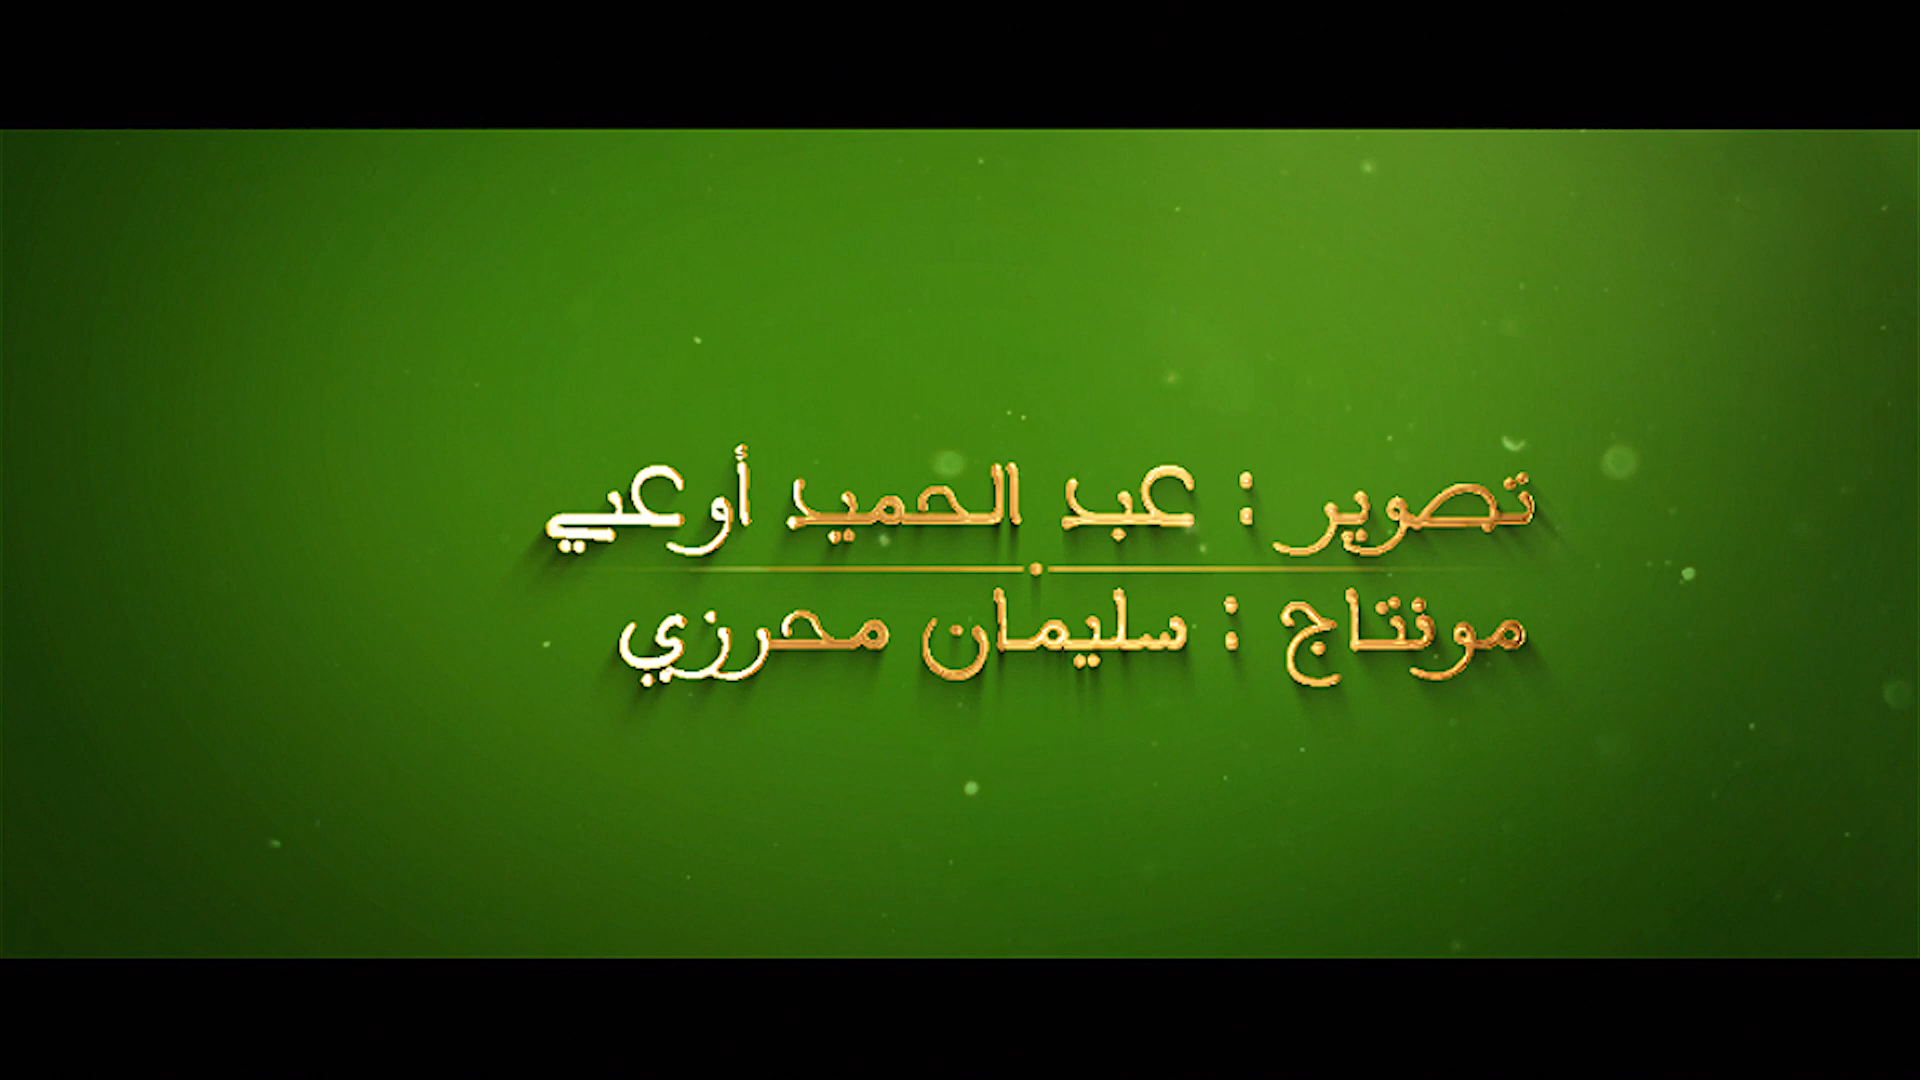 تصوير : عبد الحميد أوعبي
مونتاج : سليمان محرزي